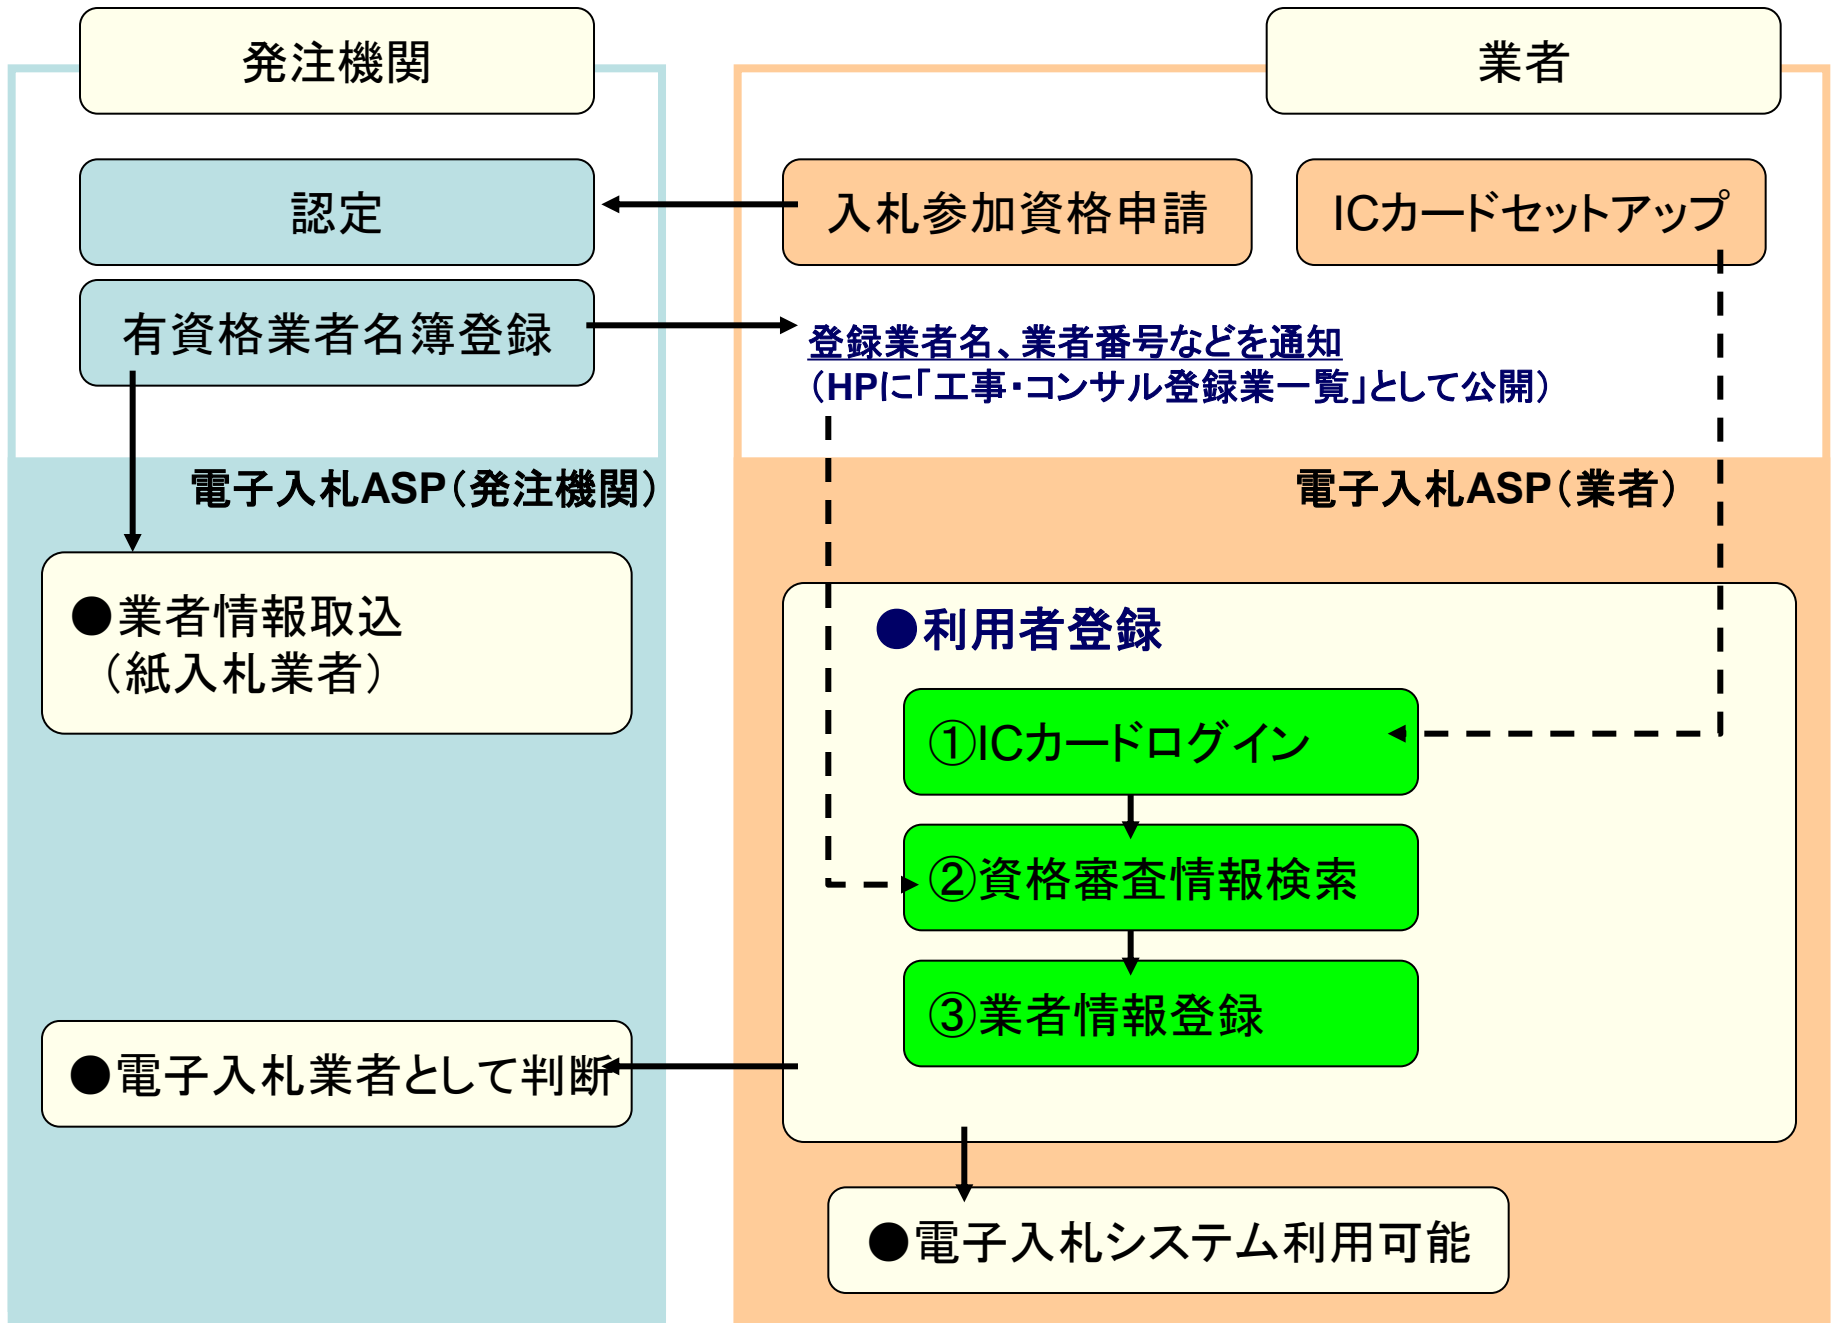 発注機関
業者
認定
入札参加資格申請
ICカードセットアップ
有資格業者名簿登録
登録業者名、業者番号などを通知
（HPに「工事・コンサル登録業一覧」として公開）
電子入札ASP（発注機関）
電子入札ASP（業者）
●業者情報取込
（紙入札業者）
●利用者登録
①ICカードログイン
②資格審査情報検索
③業者情報登録
●電子入札業者として判断
●電子入札システム利用可能